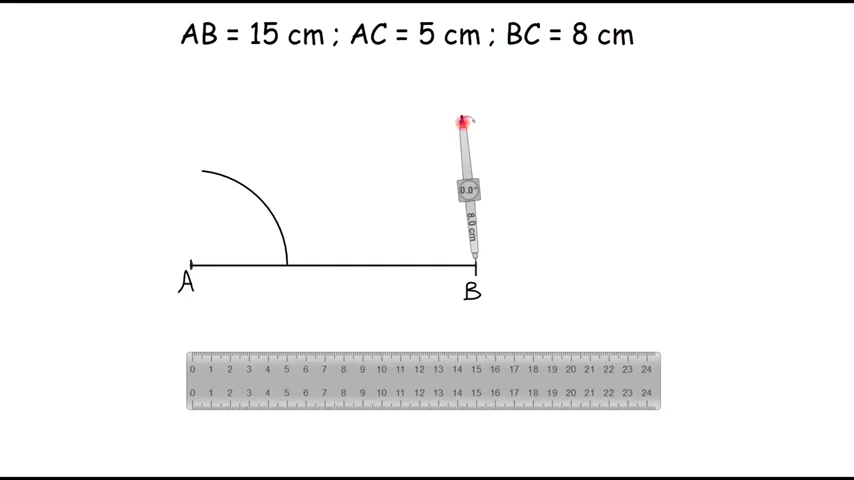 AB = 15 cm ; AC = 5 cm ; BC = 8 cm
0.0°
8.0 cm
A
B
0 1 2 3 4 5 6 7 8 9 10 11 12 13 14 15 16 17 18 19 20 21 22 23 24
0 1 2 3 4 5 6 7 8 9 10 11 12 13 14 15 16 17 18 19 20 21 22 23 24